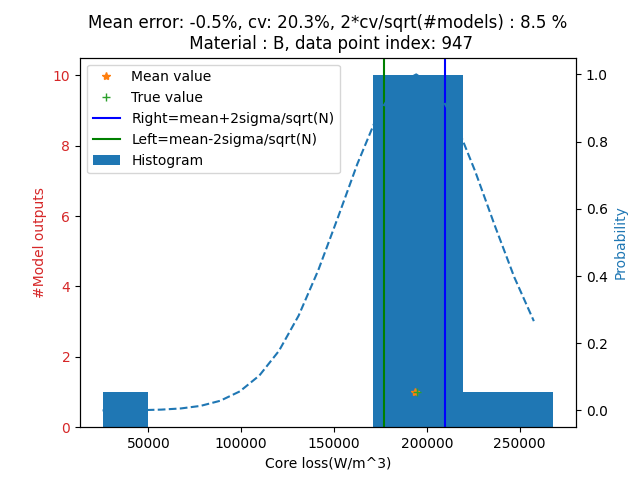 Mean error: -0.5%, cv: 20.3%, 2*cv/sqrt(#models) : 8.5 %
Material : B, data point index: 947
Mean value
True value
Right=mean+2sigma/sqrt(N)
Left=mean-2sigma/sqrt(N)
Histogram
#Model outputs
10
8
6
4
2
0
1.0
0.8
0.6
0.4
0.2
0.0
Probability
50000 100000 150000 200000 250000
Core loss(W/m^3)